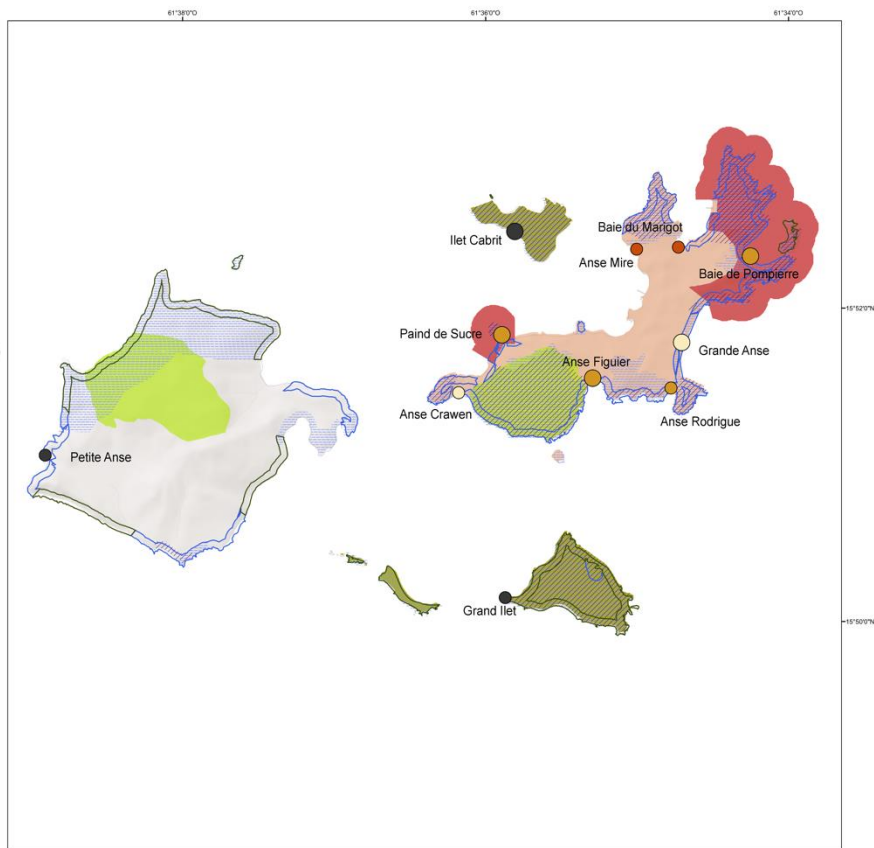 61°38'0"O
61°36'0"O
61°34'0"O
Ilet Cabrit
Baie du Marigot
Anse Mire
Baie de Pompierre
15°52'0"N
Paind de Sucre
Grande Anse
Anse Figuier
Anse Crawen
Anse Rodrigue
Petite Anse
Grand Ilet
15°50'0"N